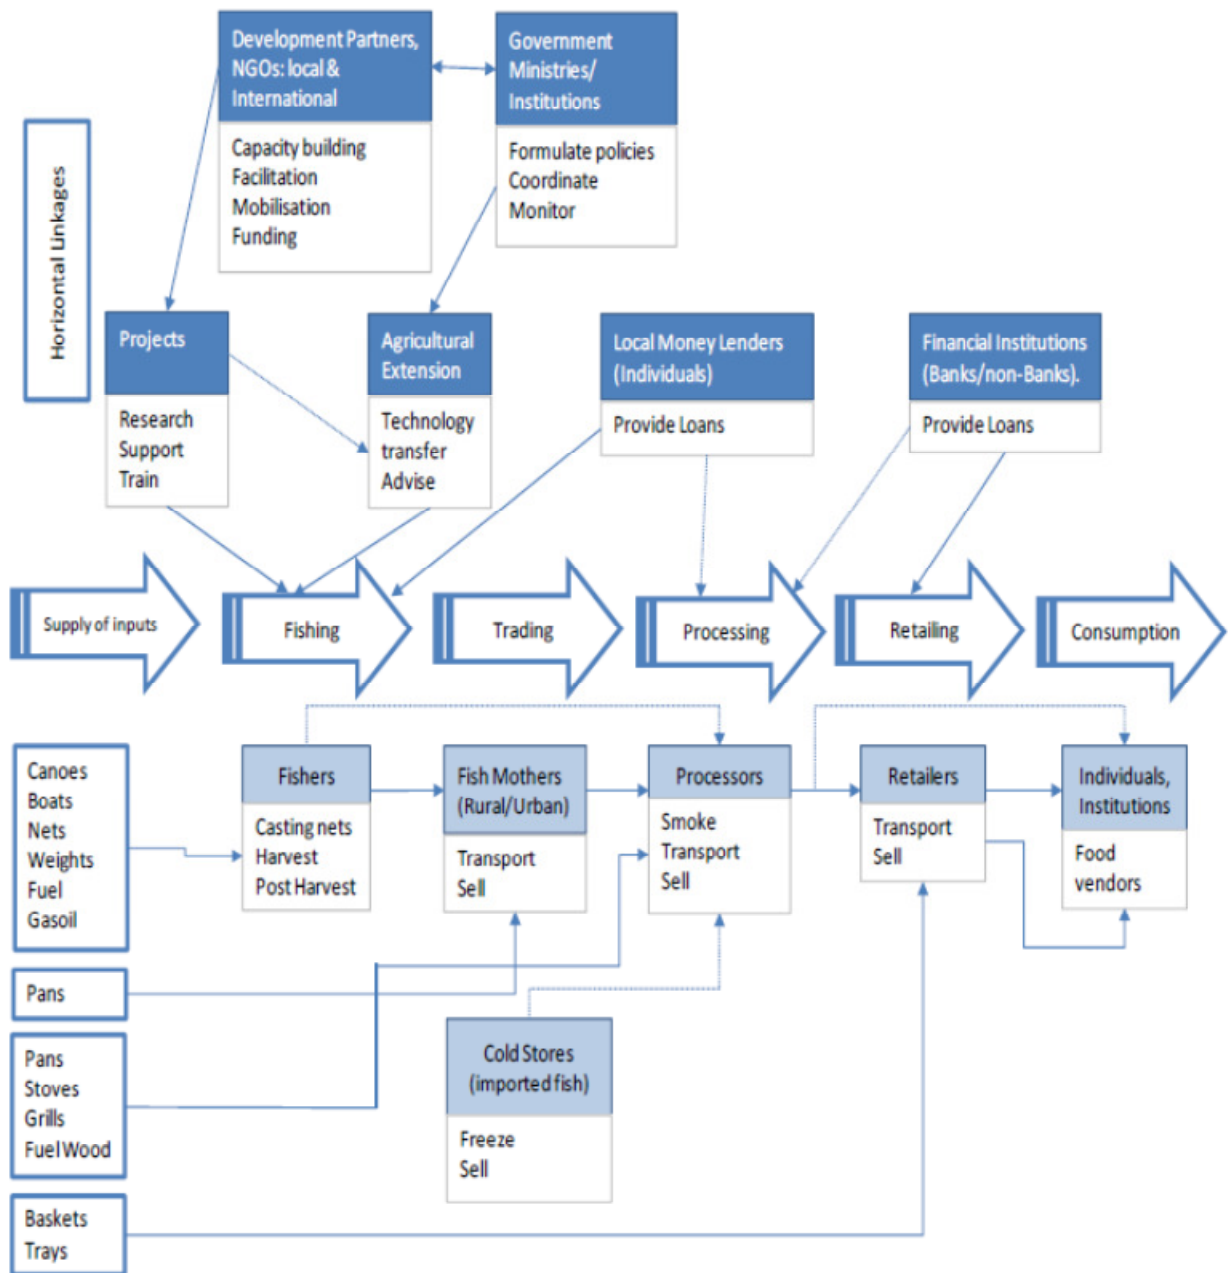 Development Partners,
NGOs: local &
International
Capacity building
Facilitation
Mobilisation
Funding
Government
Ministries/
Institutions
Formulate policies
Coordinate
Monitor
Horizontal Linkages
Projects
Research
Support
Train
Agricultural
Extension
Technology
transfer
Advise
Local Money Lenders
(Individuals)
Provide Loans
Financial Institutions
(Banks/non-Banks).
Provide Loans
Supply of inputs
Fishing
Trading
Processing
Retailing
Consumption
Canoes
Boats
Nets
Weights
Fuel
Gasoil
Fishers
Casting nets
Harvest
Post Harvest
Fish Mothers
(Rural/Urban)
Transport
Sell
Processors
Smoke
Transport
Sell
Retailers
Transport
Sell
Individuals,
Institutions
Food
vendors
Pans
Pans
Stoves
Grills
Fuel Wood
Cold Stores
(imported fish)
Freeze
Sell
Baskets
Trays